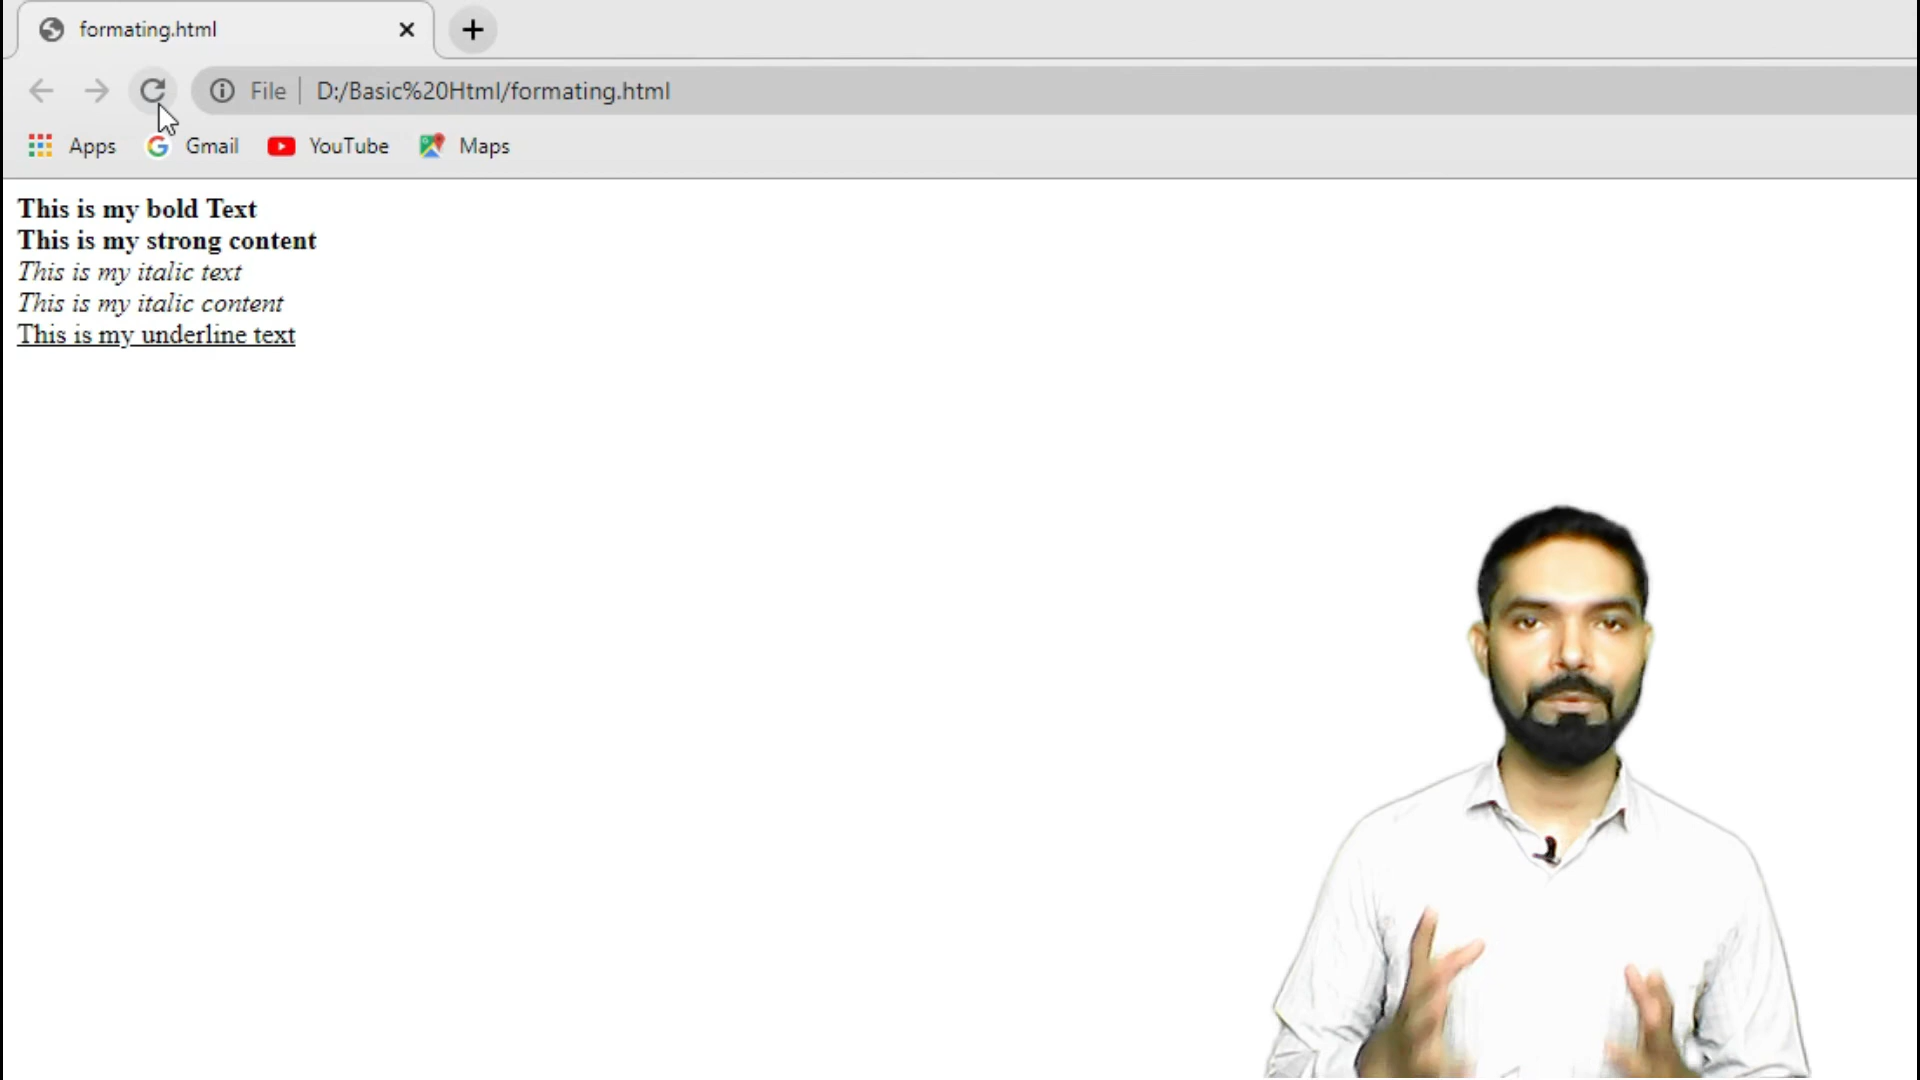 formating.html
File D:/Basic%20Html/formating.html
Apps Gmail YouTube Maps
This is my bold Text
This is my strong content
This is my italic text
This is my italic content
This is my underline text